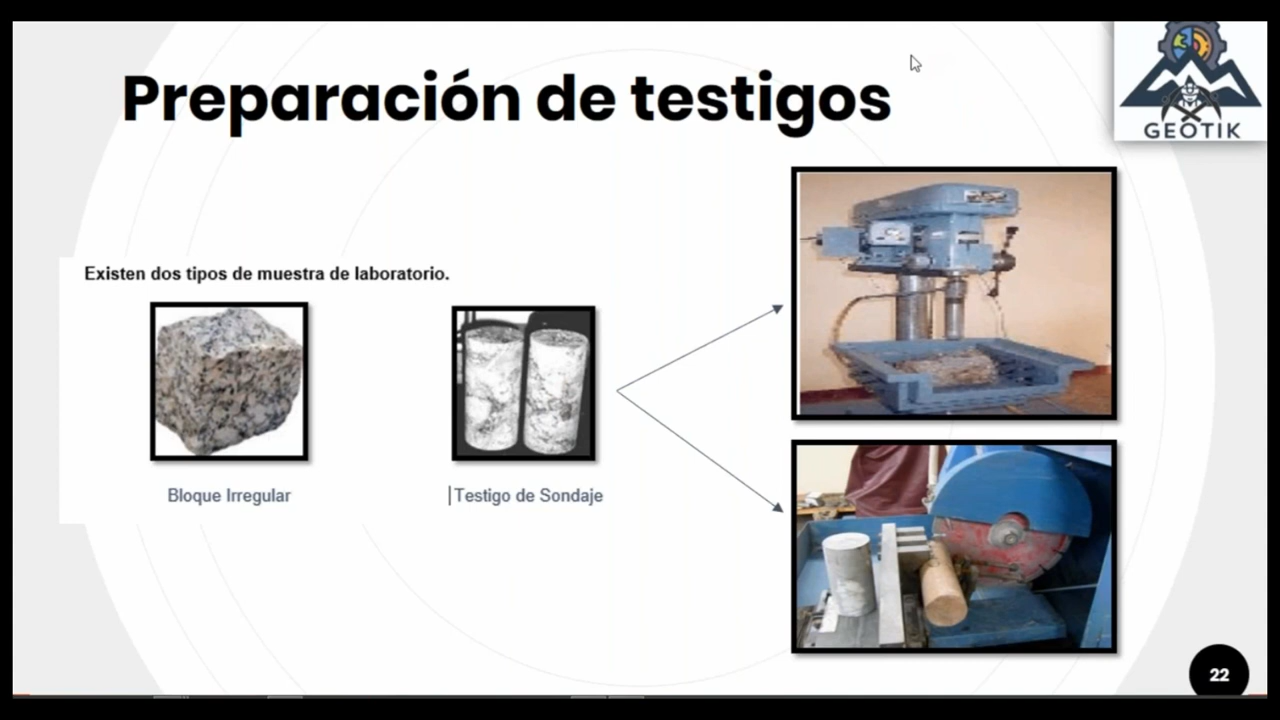 Preparación de testigos
GEOTIK
Existen dos tipos de muestra de laboratorio.
Bloque Irregular
Testigo de Sondaje
22